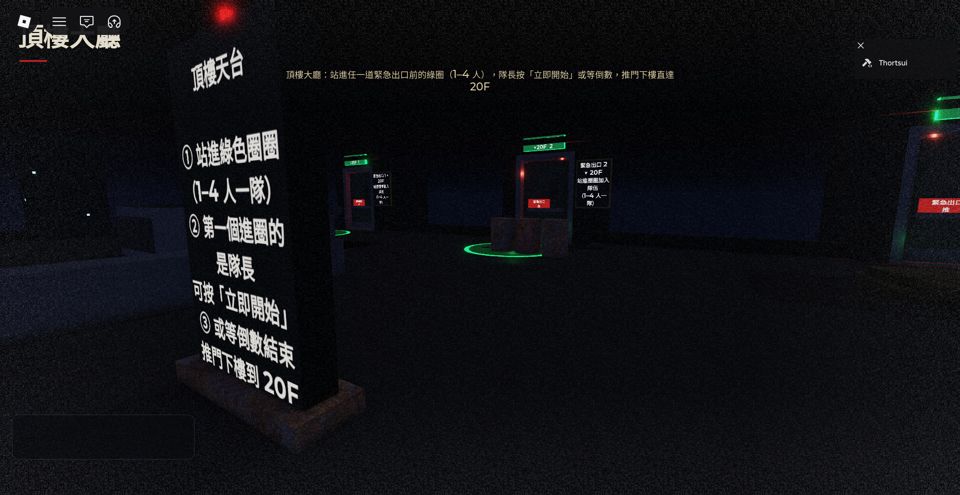 頂樓大廳
頂樓大廳：站進任一道緊急出口前的綠圈（1–4 人），隊長按「立即開始」或等倒數，推門下樓直達
20F
Thortsui
頂樓天台
① 站進綠色圈圈
（1–4 人一隊）
② 第一個進圈的
是隊長
可按「立即開始」
③ 或等倒數結束
推門下樓到 20F
緊急出口 2
站進圈圈加入
隊伍
（1–4 人一
隊）
緊急出口
推